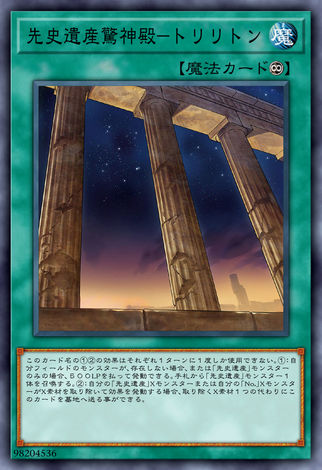 先史遺産驚神殿－トリリトン
魔
【魔法カード∞】
このカード名の①②の効果はそれぞれ１ターンに１度しか使用できない。①：自
分フィールドのモンスターが、存在しない場合、または「先史遺産」モンスター
のみの場合、５００LPを払って発動できる。手札から「先史遺産」モンスター１
体を召喚する。②：自分の「先史遺産」Xモンスターまたは自分の「No.」Xモンスタ
ーがX素材を取り除いて効果を発動する場合、取り除くX素材１つの代わりにこ
のカードを墓地へ送る事ができる。
98204536